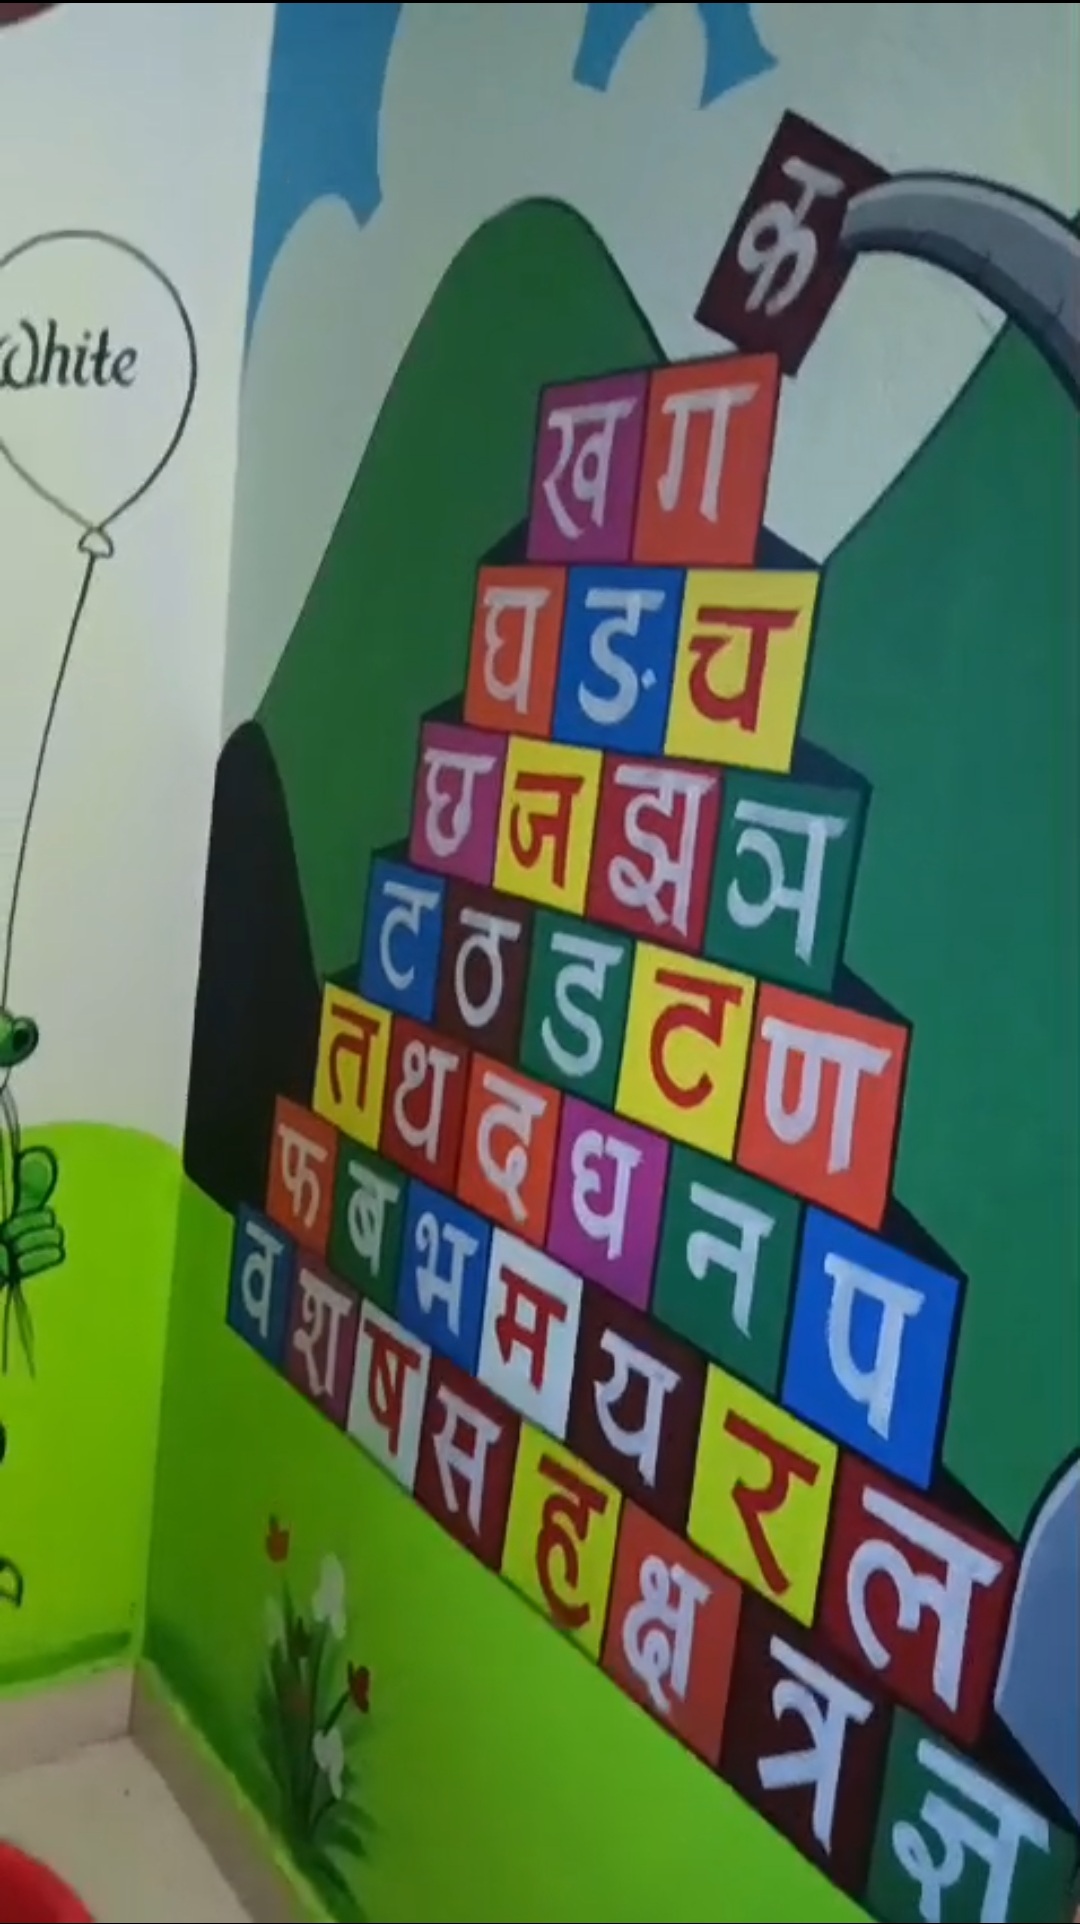 White
क
ख ग
घ ङ च
छ ज झ ञ
ट ठ ड ट ण
त थ द ध न प
फ ब भ म य र ल
व श ष स ह क्ष त्र ज्ञ